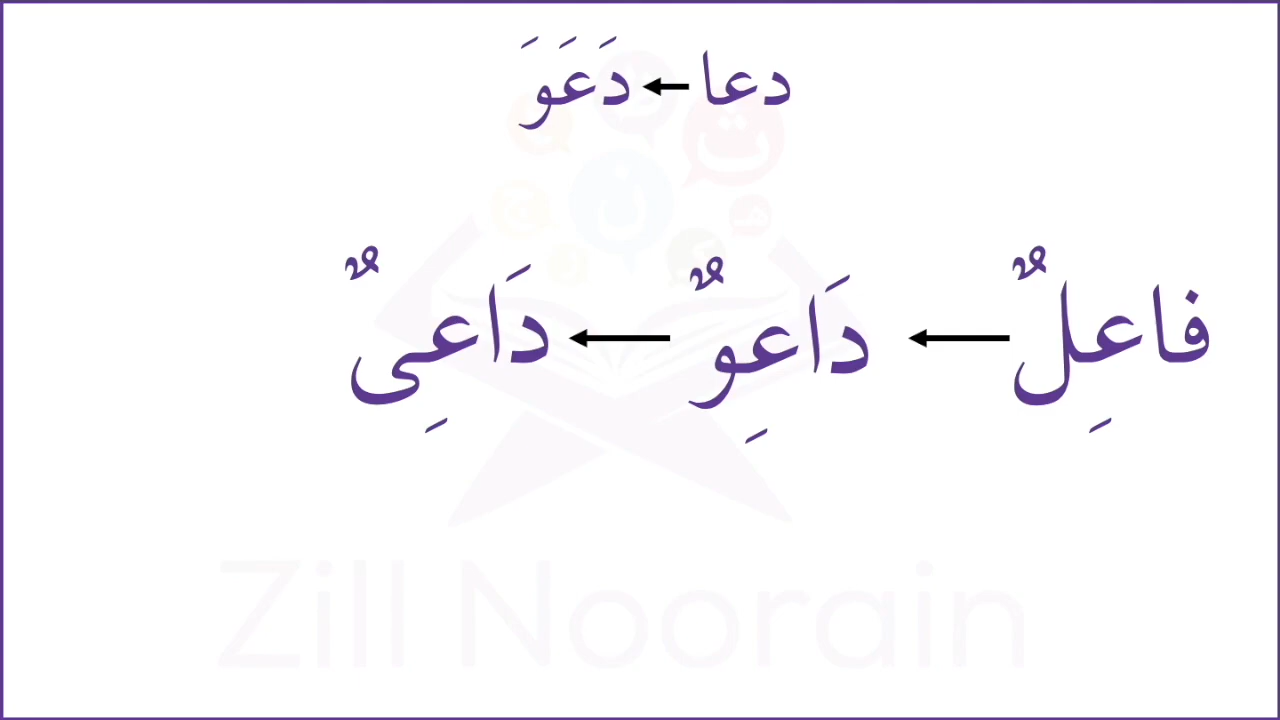 دعا ← دَعَوَ
فاعِلٌ ← دَاعِوٌ ← دَاعِىٌ
Zill Noorain